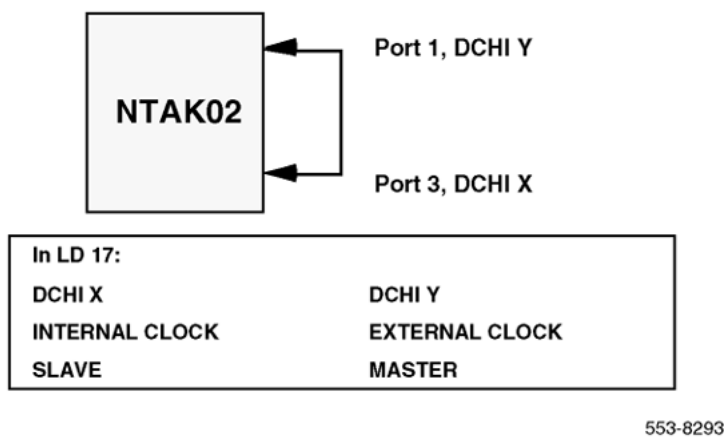 Port 1, DCHI Y
NTAK02
Port 3, DCHI X
In LD 17:
DCHI X DCHI Y
INTERNAL CLOCK EXTERNAL CLOCK
SLAVE MASTER
553-8293